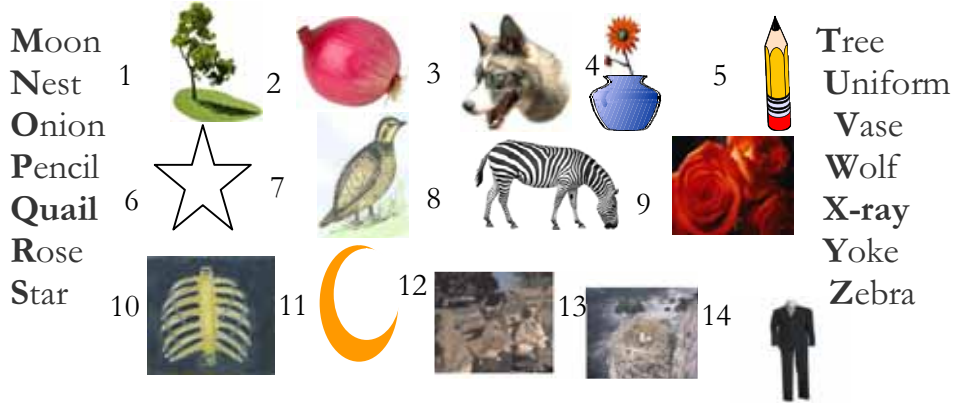 Moon
Nest
Onion
Pencil
Quail
Rose
Star
1
2
3
4
5
6
7
8
9
10
11
12
13
14
Tree
Uniform
Vase
Wolf
X-ray
Yoke
Zebra